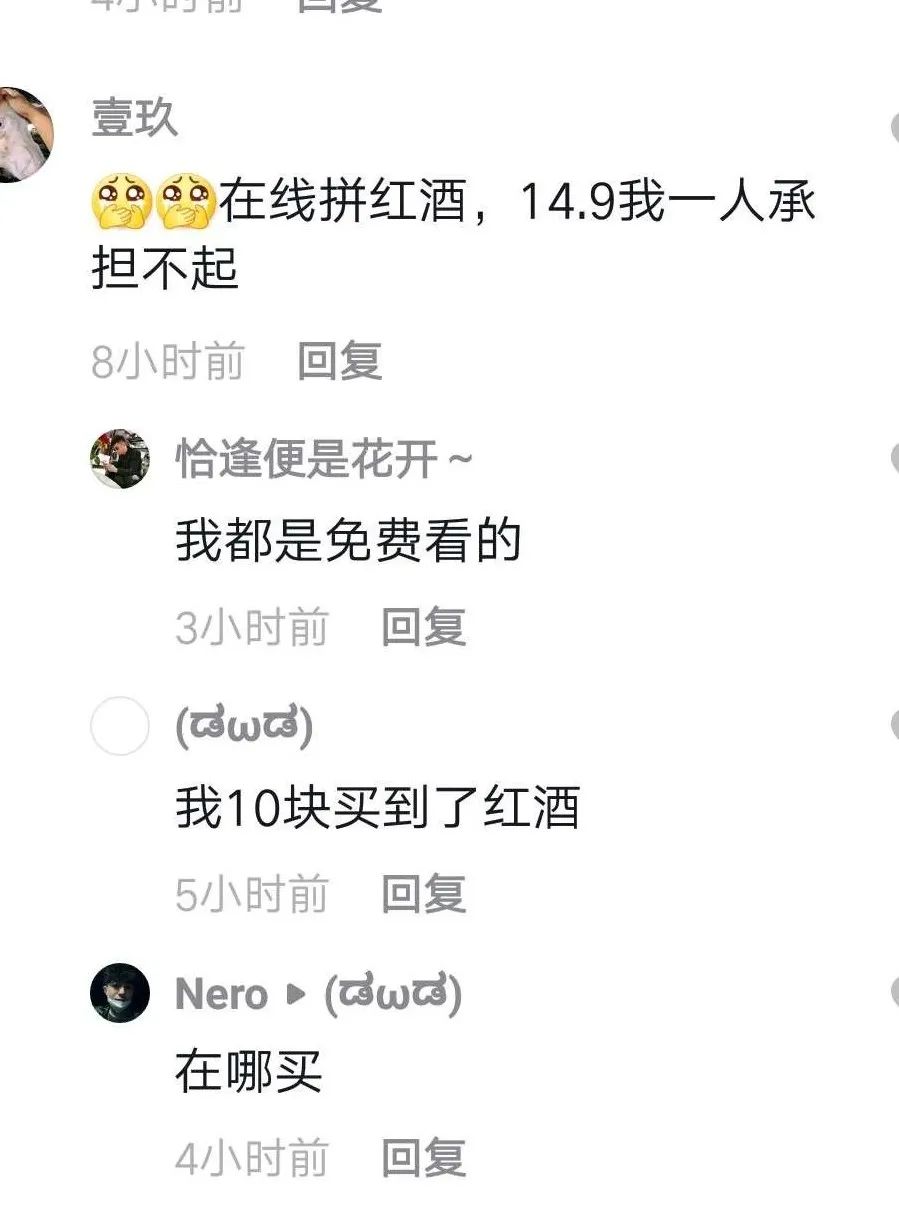 4小时前 回复
壹玖
🥹🥹在线拼红酒，14.9我一人承
担不起
8小时前 回复
恰逢便是花开～
我都是免费看的
3小时前 回复
(ಡωಡ)
我10块买到了红酒
5小时前 回复
Nero ▸ (ಡωಡ)
在哪买
4小时前 回复